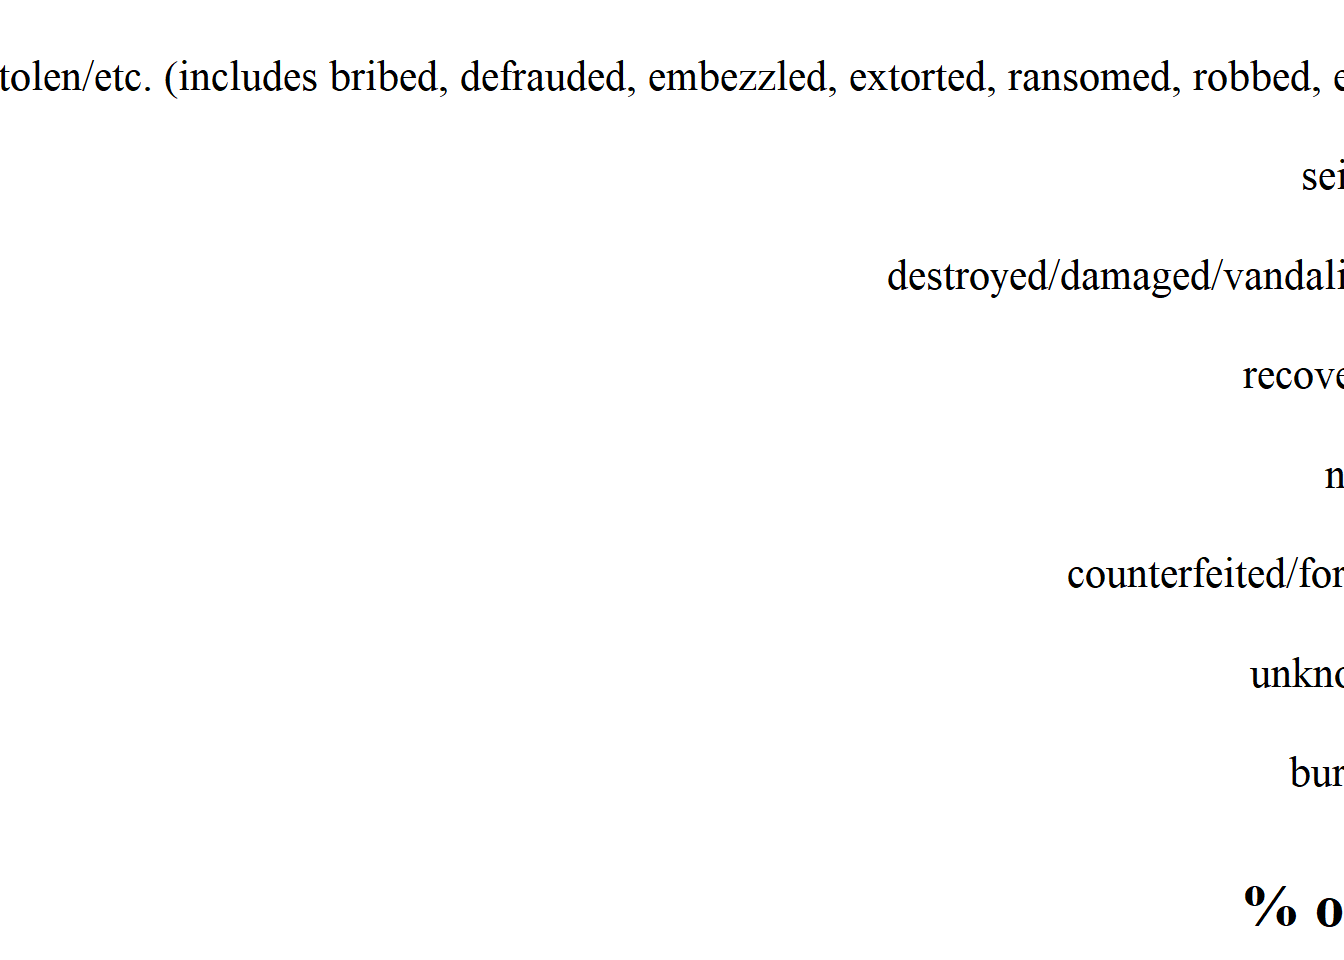 tolen/etc. (includes bribed, defrauded, embezzled, extorted, ransomed, robbed, e
sei
destroyed/damaged/vandali
recove
n
counterfeited/for
unkno
bur
% o